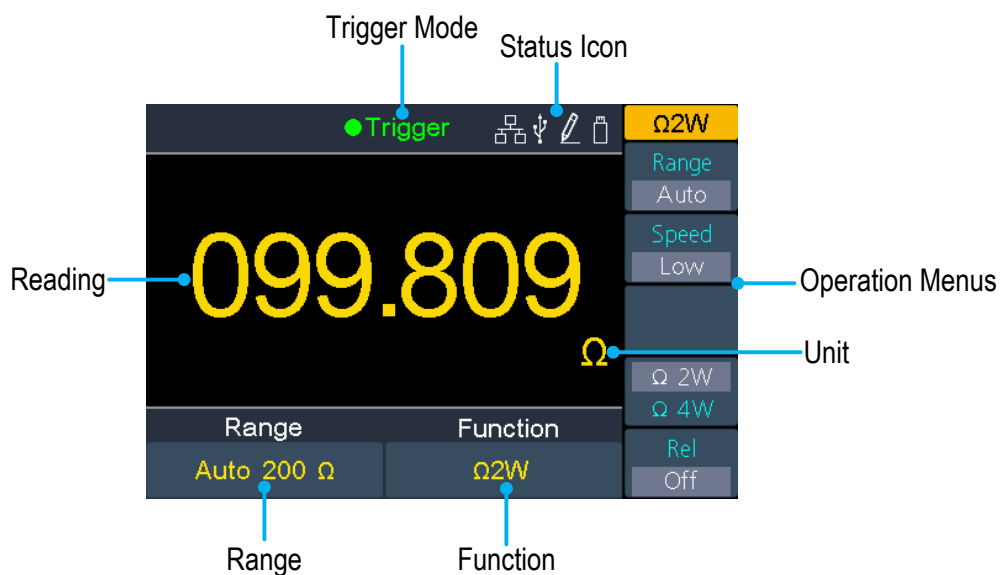 Trigger Mode
Status Icon
Trigger
Ω2W
Range
Auto
Speed
Low
Reading
099.809
Operation Menus
Ω
Unit
Ω 2W
Ω 4W
Range
Function
Rel
Off
Auto 200 Ω
Ω2W
Range
Function